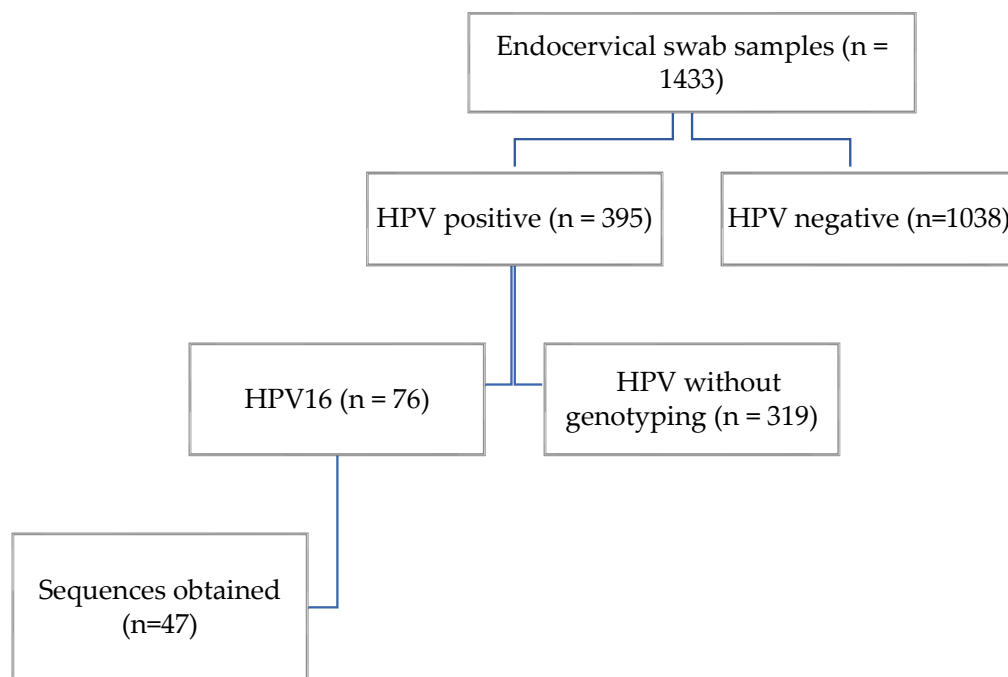 Endocervical swab samples (n =
1433)
HPV positive (n = 395)
HPV negative (n=1038)
HPV16 (n = 76)
HPV without
genotyping (n = 319)
Sequences obtained
(n=47)